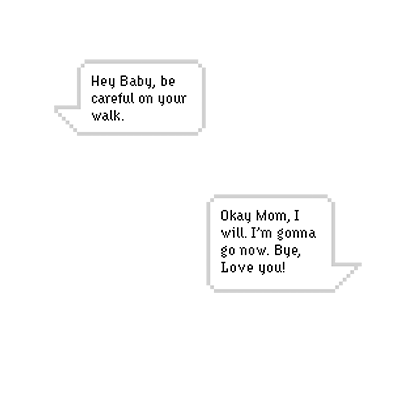 Hey Baby, be
careful on your
walk.
Okay Mom, I
will. I'm gonna
go now. Bye,
Love you!